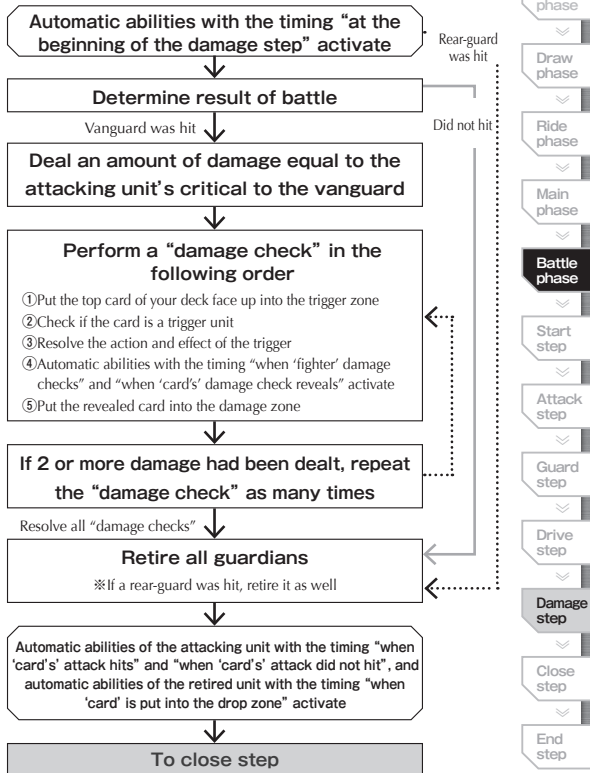 Automatic abilities with the timing “at the
beginning of the damage step” activate
Rear-guard
was hit
Determine result of battle
Vanguard was hit
Did not hit
Deal an amount of damage equal to the
attacking unit’s critical to the vanguard
Perform a “damage check” in the
following order
①Put the top card of your deck face up into the trigger zone
②Check if the card is a trigger unit
③Resolve the action and effect of the trigger
④Automatic abilities with the timing “when ‘fighter’ damage
checks” and “when ‘card’s’ damage check reveals” activate
⑤Put the revealed card into the damage zone
If 2 or more damage had been dealt, repeat
the “damage check” as many times
Resolve all “damage checks”
Retire all guardians
※If a rear-guard was hit, retire it as well
Automatic abilities of the attacking unit with the timing “when
‘card’s’ attack hits” and “when ‘card’s’ attack did not hit”, and
automatic abilities of the retired unit with the timing “when
‘card’ is put into the drop zone” activate
To close step
phase
Draw
phase
Ride
phase
Main
phase
Battle
phase
Start
step
Attack
step
Guard
step
Drive
step
Damage
step
Close
step
End
step